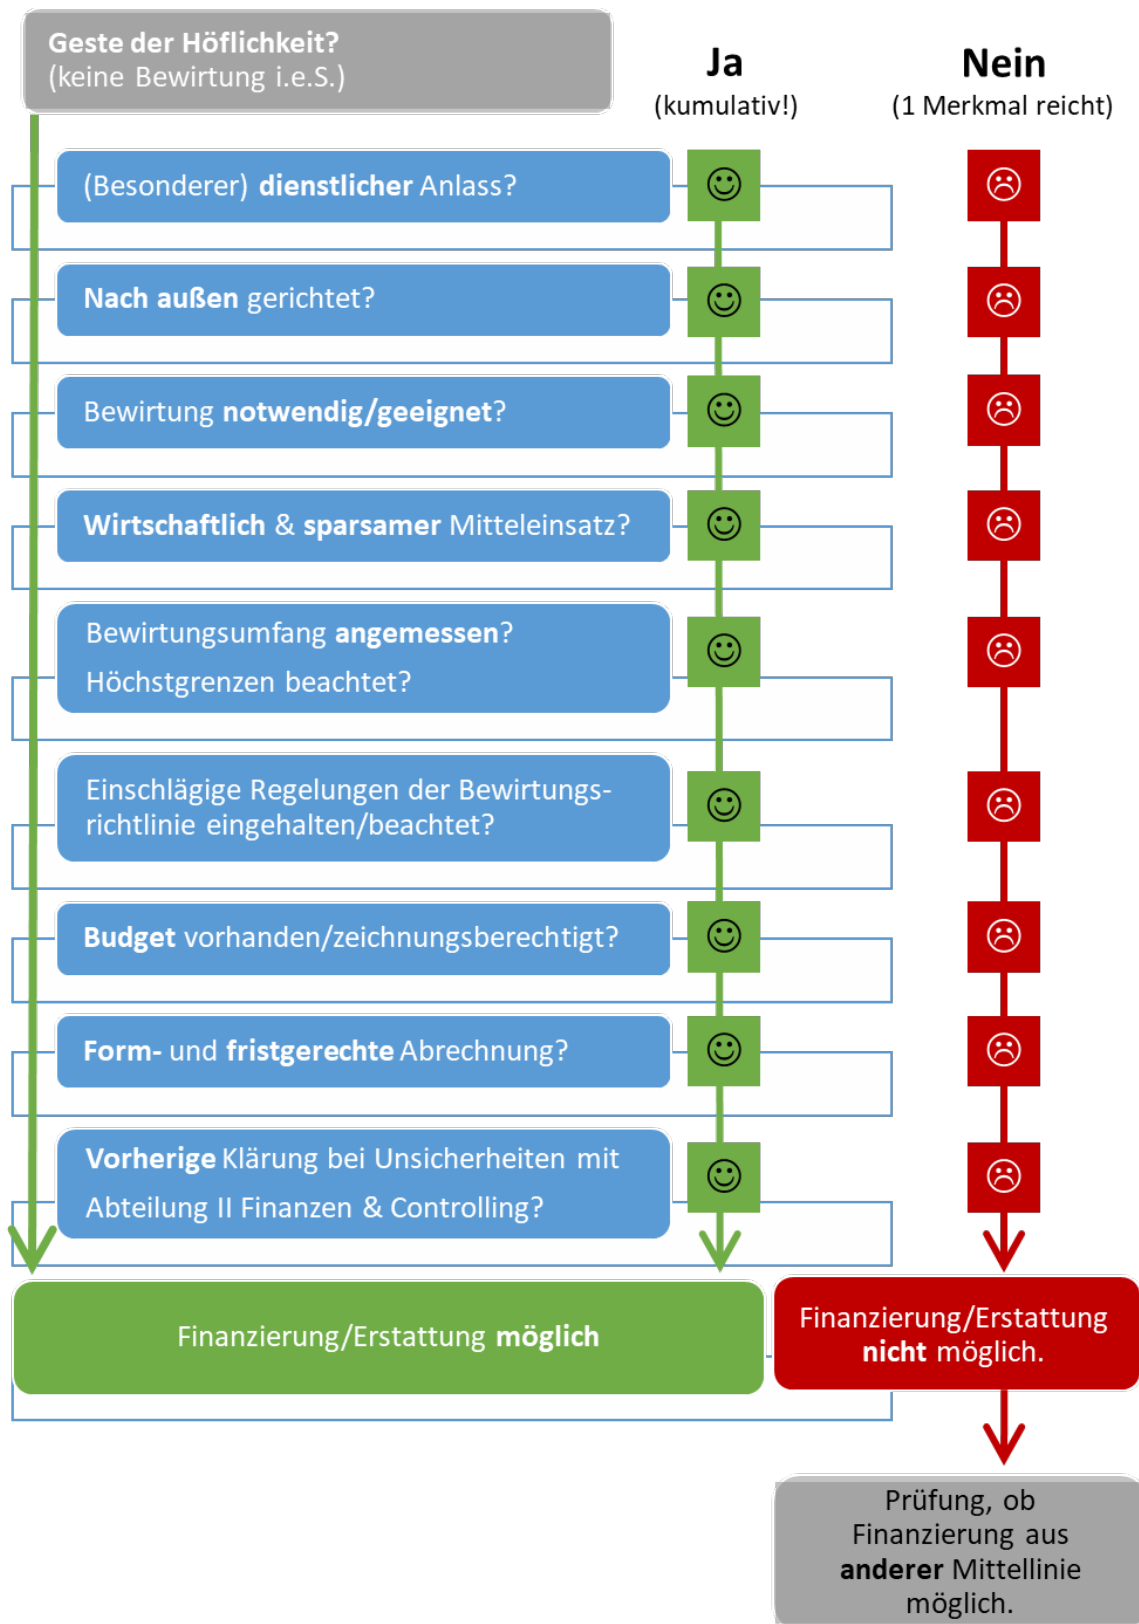 Geste der Höflichkeit?
(keine Bewirtung i.e.S.)
Ja
(kumulativ!)
Nein
(1 Merkmal reicht)
(Besonderer) dienstlicher Anlass?
Nach außen gerichtet?
Bewirtung notwendig/geeignet?
Wirtschaftlich & sparsamer Mitteleinsatz?
Bewirtungsumfang angemessen?
Höchstgrenzen beachtet?
Einschlägige Regelungen der Bewirtungs-
richtlinie eingehalten/beachtet?
Budget vorhanden/zeichnungsberechtigt?
Form- und fristgerechte Abrechnung?
Vorherige Klärung bei Unsicherheiten mit
Abteilung II Finanzen & Controlling?
Finanzierung/Erstattung möglich
Finanzierung/Erstattung
nicht möglich.
Prüfung, ob
Finanzierung aus
anderer Mittellinie
möglich.